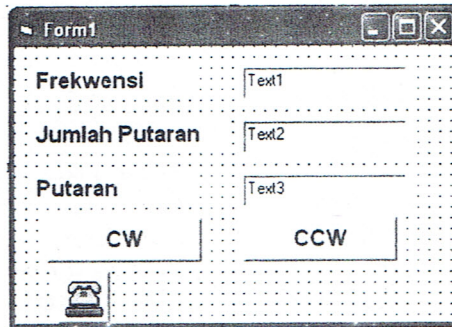 Form1
Frekwensi Text1
Jumlah Putaran Text2
Putaran Text3
CW CCW